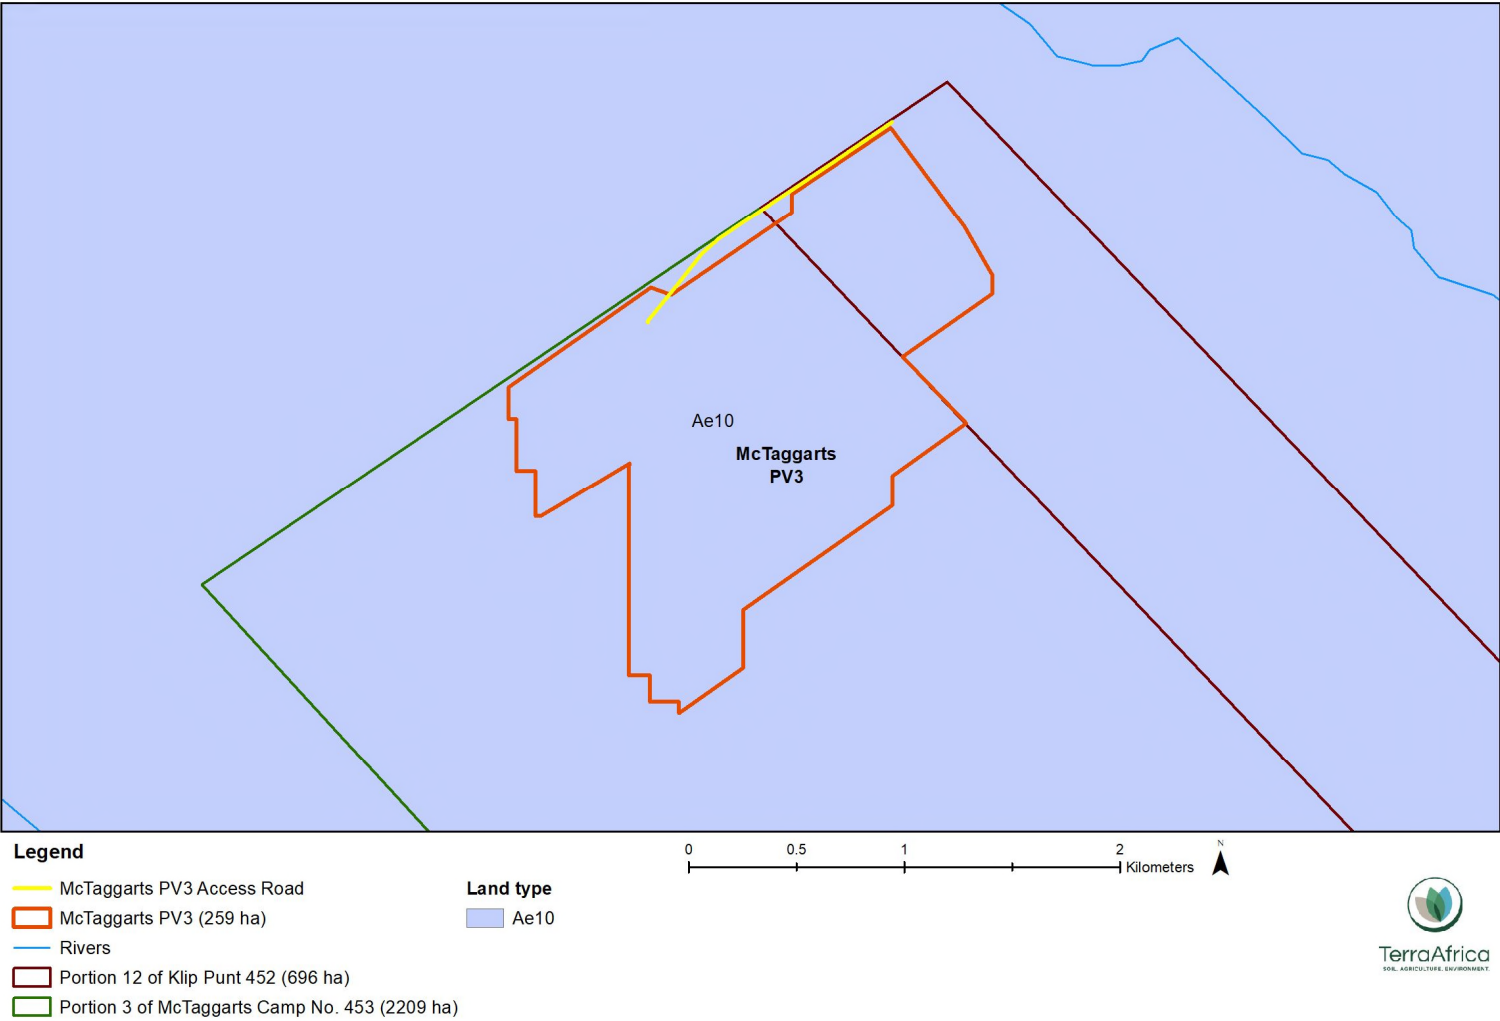 Ae10
McTaggarts
PV3
Legend
McTaggarts PV3 Access Road
McTaggarts PV3 (259 ha)
Rivers
Portion 12 of Klip Punt 452 (696 ha)
Portion 3 of McTaggarts Camp No. 453 (2209 ha)
Land type
Ae10
0 0.5 1 2
Kilometers
N
TerraAfrica
SOIL. AGRICULTURE. ENVIRONMENT.